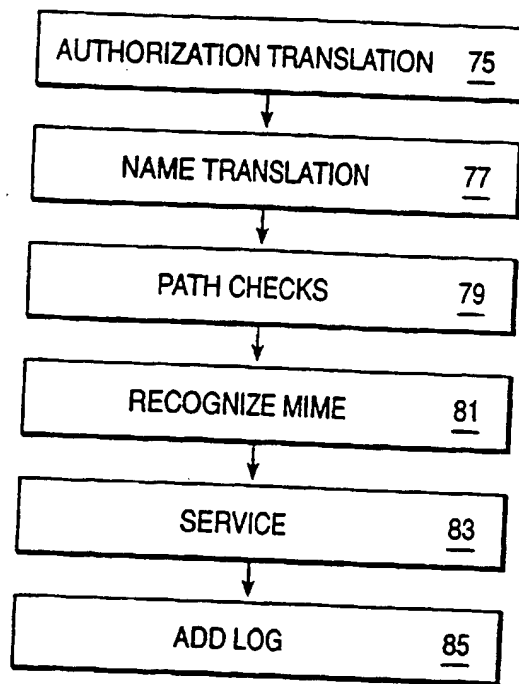 AUTHORIZATION TRANSLATION 75
NAME TRANSLATION 77
PATH CHECKS 79
RECOGNIZE MIME 81
SERVICE 83
ADD LOG 85